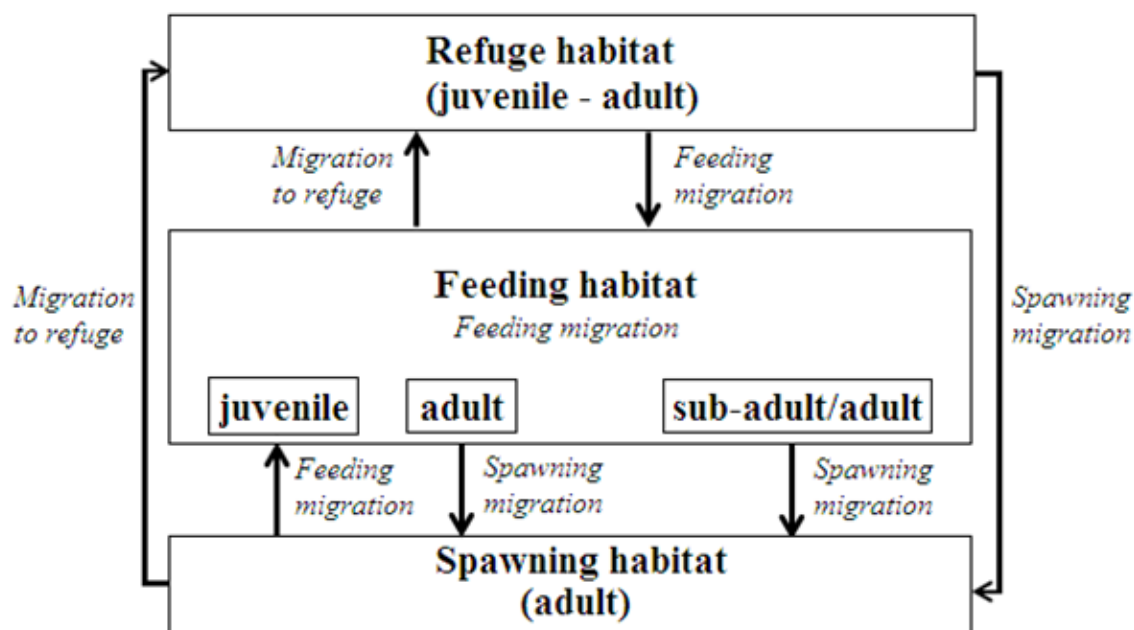 Refuge habitat
(juvenile - adult)
Migration
to refuge
Feeding
migration
Feeding habitat
Feeding migration
Migration
to refuge
Spawning
migration
juvenile
adult
sub-adult/adult
Feeding
migration
Spawning
migration
Spawning
migration
Spawning habitat
(adult)